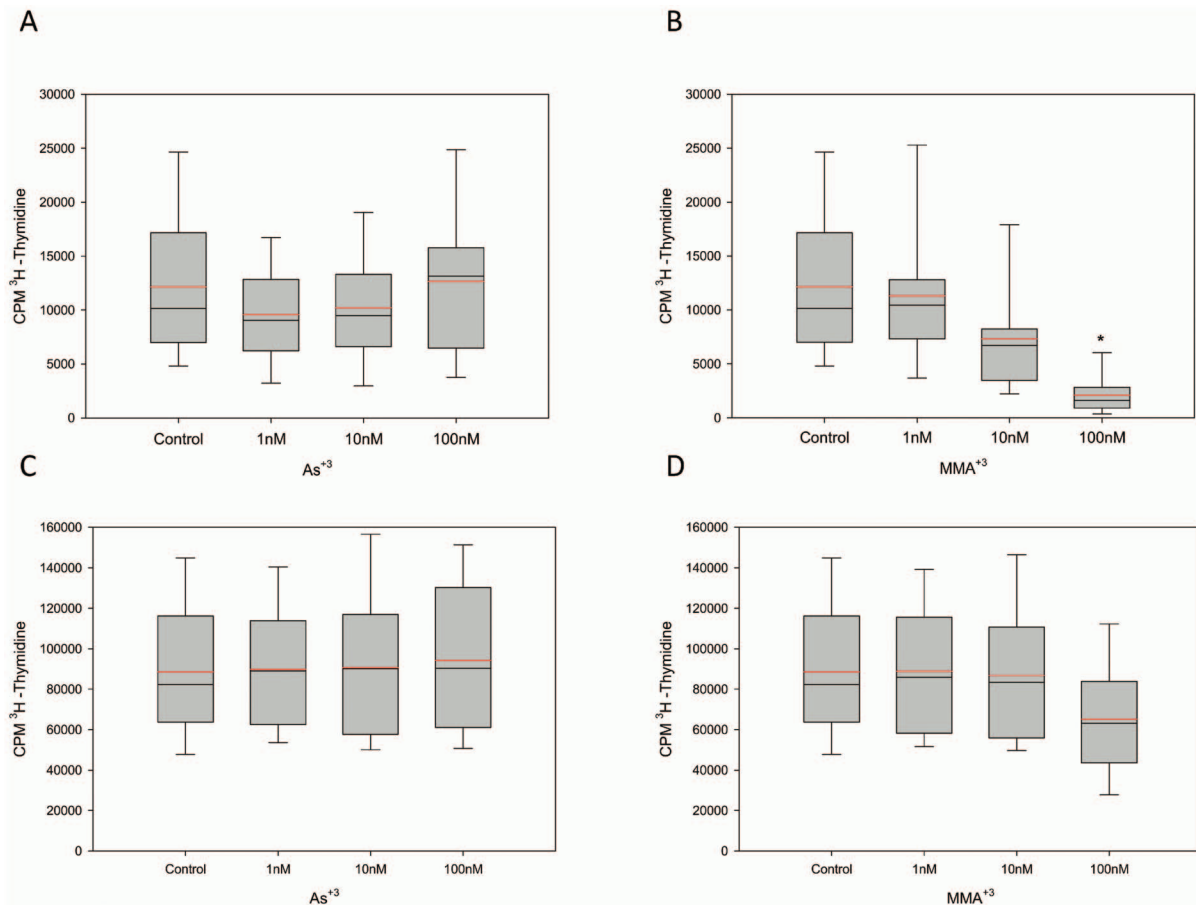 A
B
30000
25000
20000
15000
10000
5000
0
CPM ³H -Thymidine
Control 1nM 10nM 100nM
As⁺³
30000
25000
20000
15000
10000
5000
0
CPM ³H -Thymidine
*
Control 1nM 10nM 100nM
MMA⁺³
C
D
160000
140000
120000
100000
80000
60000
40000
20000
0
CPM ³H -Thymidine
Control 1nM 10nM 100nM
As⁺³
160000
140000
120000
100000
80000
60000
40000
20000
0
CPM ³H -Thymidine
Control 1nM 10nM 100nM
MMA⁺³